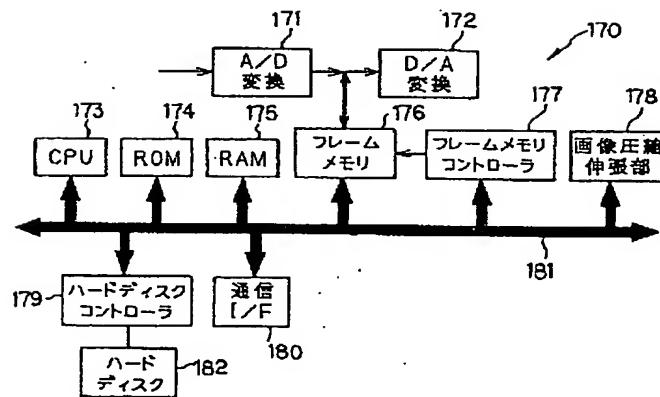 171
172
170
A/D
変換
D/A
変換
173
174
175
176
177
178
CPU
ROM
RAM
フレーム
メモリ
フレームメモリ
コントローラ
画像圧縮
伸張部
181
179
ハードディスク
コントローラ
通信
I/F
180
ハード
ディスク
182